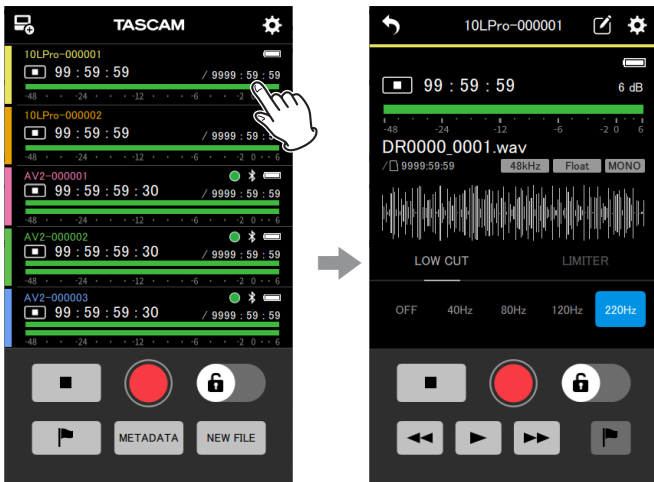 TASCAM
10LPro-000001
99 : 59 : 59
/ 9999 : 59 : 59
-48 · · -24 · · · -12 · · · -6 · · -2 0 · · 6
10LPro-000002
99 : 59 : 59
/ 9999 : 59 : 59
-48 · · -24 · · · -12 · · · -6 · · -2 0 · · 6
AV2-000001
99 : 59 : 59 : 30
/ 9999 : 59 : 59
-48 · · -24 · · · -12 · · · -6 · · -2 0 · · 6
AV2-000002
99 : 59 : 59 : 30
/ 9999 : 59 : 59
-48 · · -24 · · · -12 · · · -6 · · -2 0 · · 6
AV2-000003
99 : 59 : 59 : 30
/ 9999 : 59 : 59
-48 · · -24 · · · -12 · · · -6 · · -2 0 · · 6
METADATA
NEW FILE
10LPro-000001
99 : 59 : 59
6 dB
-48 -24 -12 -6 -2 0 6
DR0000_0001.wav
/ 9999:59:59
48kHz
Float
MONO
LOW CUT
LIMITER
OFF
40Hz
80Hz
120Hz
220Hz